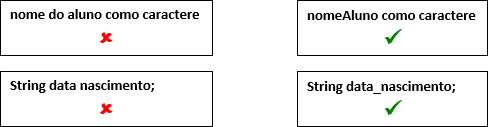 nome do aluno como caractere
nomeAluno como caractere
String data nascimento;
String data_nascimento;